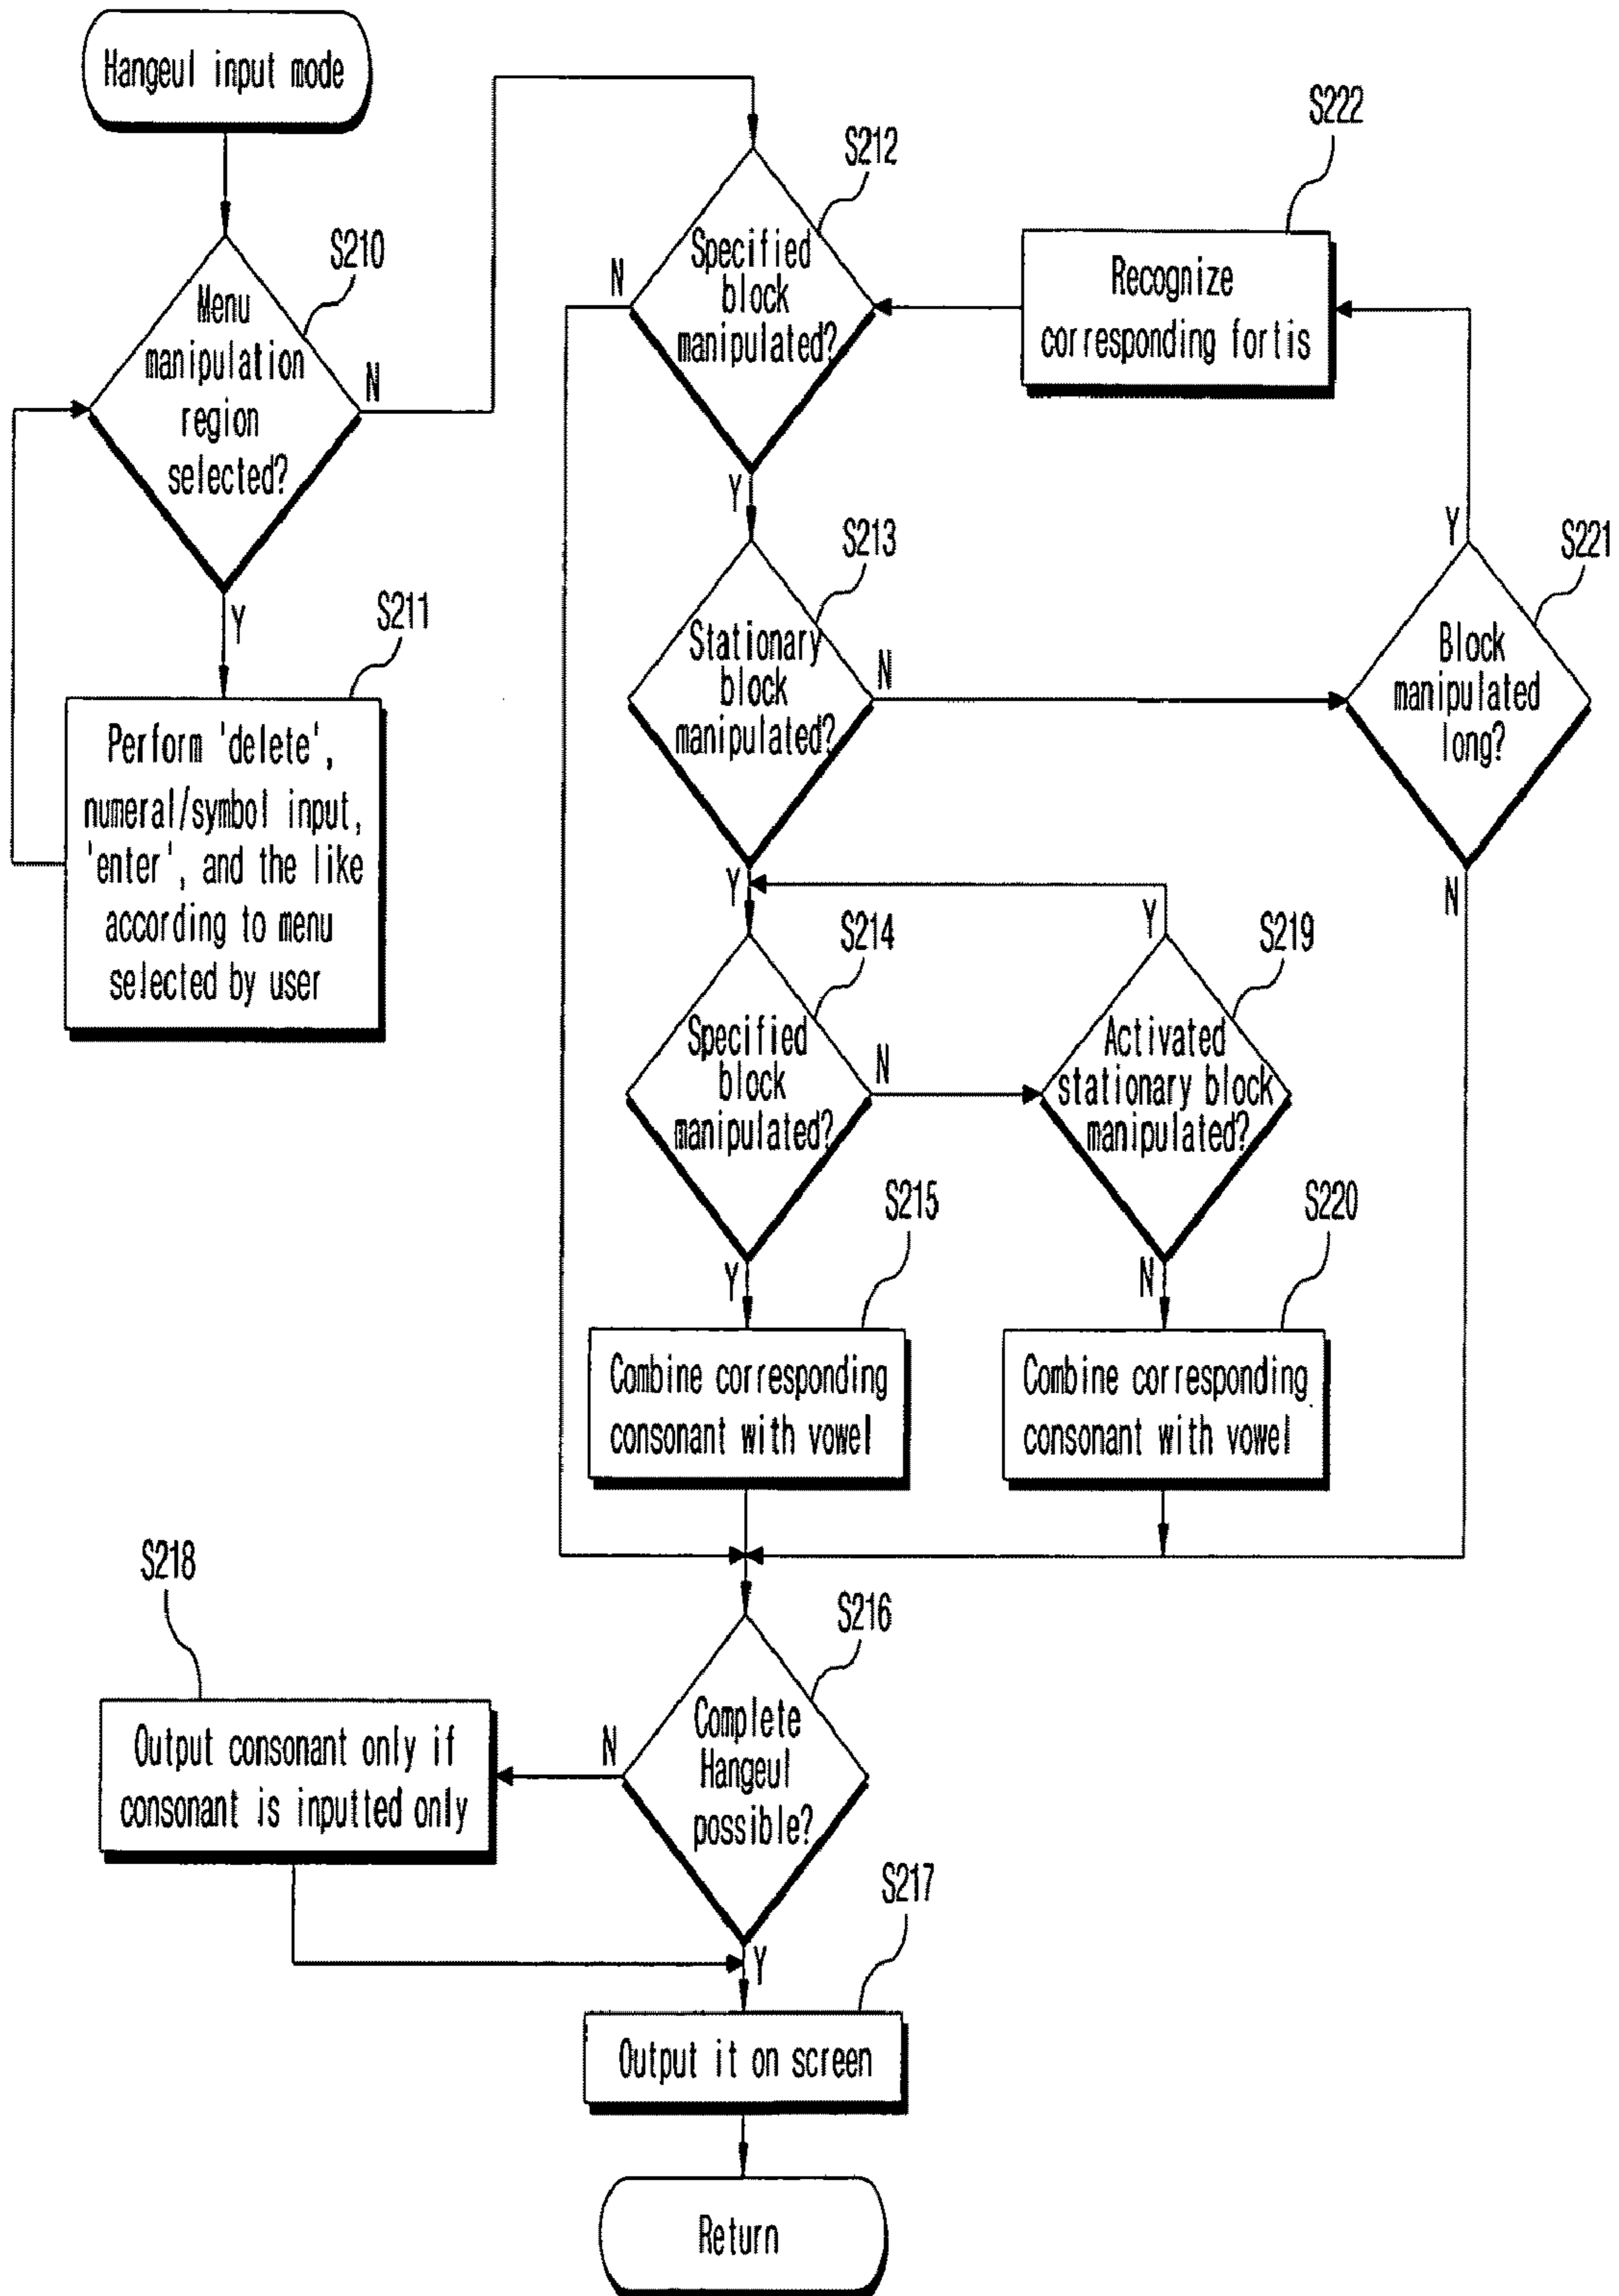 Hangeul input mode
S210
Menu
manipulation
region
selected?
N
Y
S211
Perform 'delete',
numeral/symbol input,
'enter', and the like
according to menu
selected by user
S212
Specified
block
manipulated?
N
Y
S222
Recognize
corresponding fortis
S213
Stationary
block
manipulated?
N
Y
S221
Block
manipulated
long?
Y
N
S214
Specified
block
manipulated?
N
Y
S219
Activated
stationary block
manipulated?
Y
N
S215
Combine corresponding
consonant with vowel
S220
Combine corresponding
consonant with vowel
S216
Complete
Hangeul
possible?
N
Y
S218
Output consonant only if
consonant is inputted only
S217
Output it on screen
Return